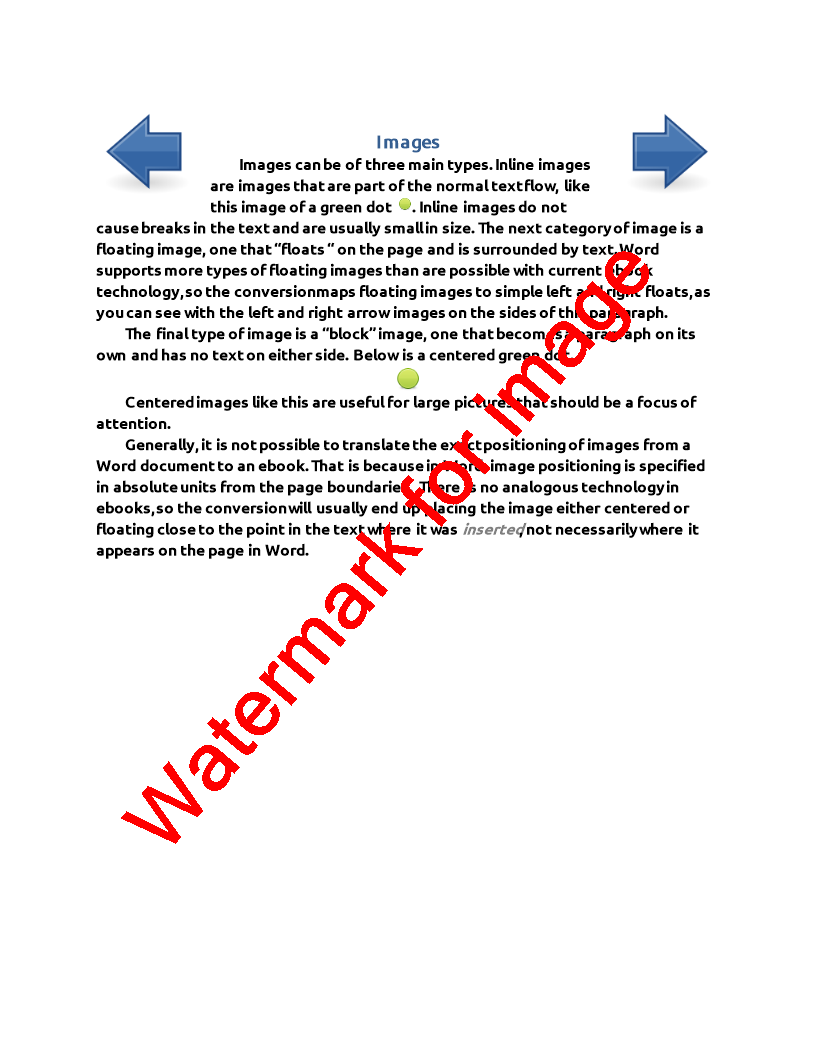 Images
Images can be of three main types. Inline images
are images that are part of the normal text flow, like
this image of a green dot . Inline images do not
cause breaks in the text and are usually small in size. The next category of image is a
floating image, one that “floats “ on the page and is surrounded by text. Word
supports more types of floating images than are possible with current ebook
technology, so the conversion maps floating images to simple left and right floats, as
you can see with the left and right arrow images on the sides of this paragraph.
The final type of image is a “block” image, one that becomes a paragraph on its
own and has no text on either side. Below is a centered green dot.
Centered images like this are useful for large pictures that should be a focus of
attention.
Generally, it is not possible to translate the exact positioning of images from a
Word document to an ebook. That is because in Word, image positioning is specified
in absolute units from the page boundaries. There is no analogous technology in
ebooks, so the conversion will usually end up placing the image either centered or
floating close to the point in the text where it was inserted, not necessarily where it
appears on the page in Word.
Watermark for image